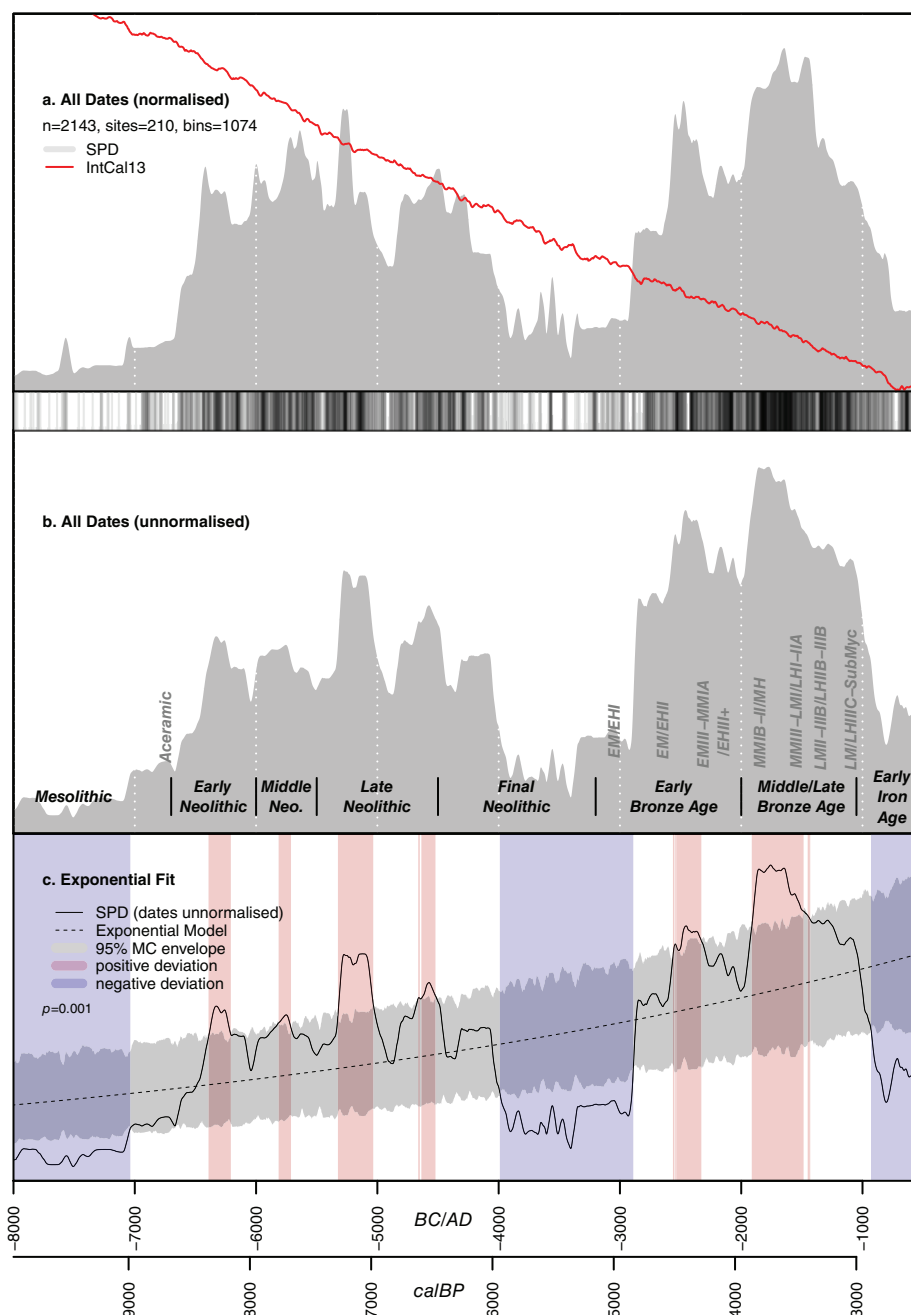 a. All Dates (normalised)
n=2143, sites=210, bins=1074
SPD
IntCal13
b. All Dates (unnormalised)
Aceramic
EM/EHI
EM/EHII
EMIII–MMIA
/EHIII+
MMIB–II/MH
MMIII–LMI/LHI–IIA
LMII–IIIB/LHIIB–IIIB
LM/LHIIIC–SubMyc
Mesolithic
Early
Neolithic
Middle
Neo.
Late
Neolithic
Final
Neolithic
Early
Bronze Age
Middle/Late
Bronze Age
Early
Iron
Age
c. Exponential Fit
SPD (dates unnormalised)
Exponential Model
95% MC envelope
positive deviation
negative deviation
p=0.001
-8000
-7000
-6000
-5000
-4000
-3000
-2000
-1000
BC/AD
9000
8000
7000
6000
5000
4000
3000
calBP